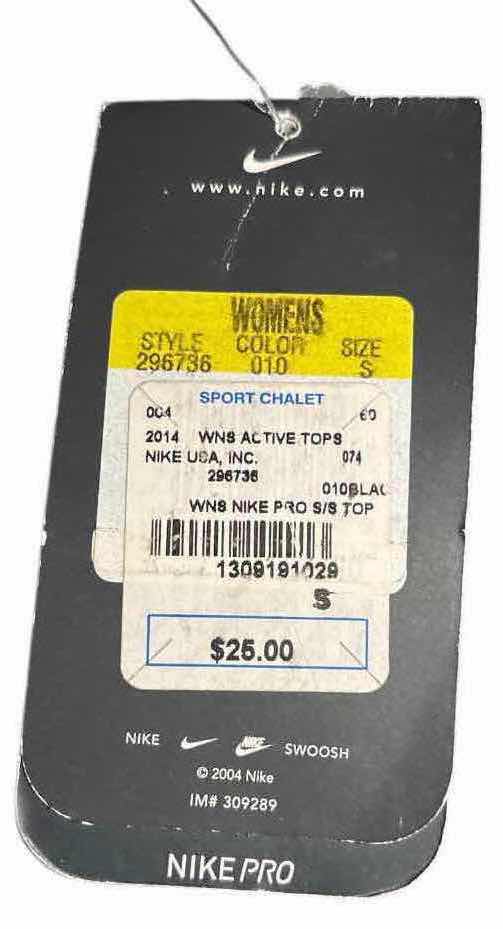 www.nike.com
WOMENS
STYLE COLOR SIZE
296736 010 S
SPORT CHALET
004 60
2014 WNS ACTIVE TOPS
NIKE USA, INC. 074
296736
010BLAC
WNS NIKE PRO S/S TOP
1309191029
S
$25.00
NIKE NIKE SWOOSH
© 2004 Nike
IM# 309289
NIKE PRO